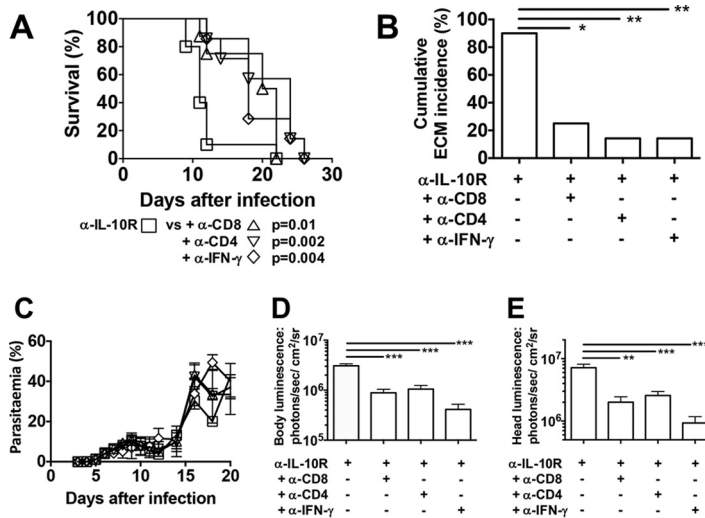 A
Survival (%)
100
80
60
40
20
0
0 10 20 30
Days after infection
α-IL-10R □ vs + α-CD8 △ p=0.01
+ α-CD4 ▽ p=0.002
+ α-IFN-γ ◇ p=0.004
B
Cumulative
ECM incidence (%)
100
80
60
40
20
0
**
**
*
α-IL-10R + + + +
+ α-CD8 - + - -
+ α-CD4 - - + -
+ α-IFN-γ - - - +
C
Parasitaemia (%)
60
40
20
0
0 5 10 15 20
Days after infection
D
Body luminescence:
photons/sec/ cm²/sr
10⁷
10⁶
10⁵
***
***
***
α-IL-10R + + + +
+ α-CD8 - + - -
+ α-CD4 - - + -
+ α-IFN-γ - - - +
E
Head luminescence:
photons/sec/ cm²/sr
10⁷
10⁶
***
***
**
α-IL-10R + + + +
+ α-CD8 - + - -
+ α-CD4 - - + -
+ α-IFN-γ - - - +